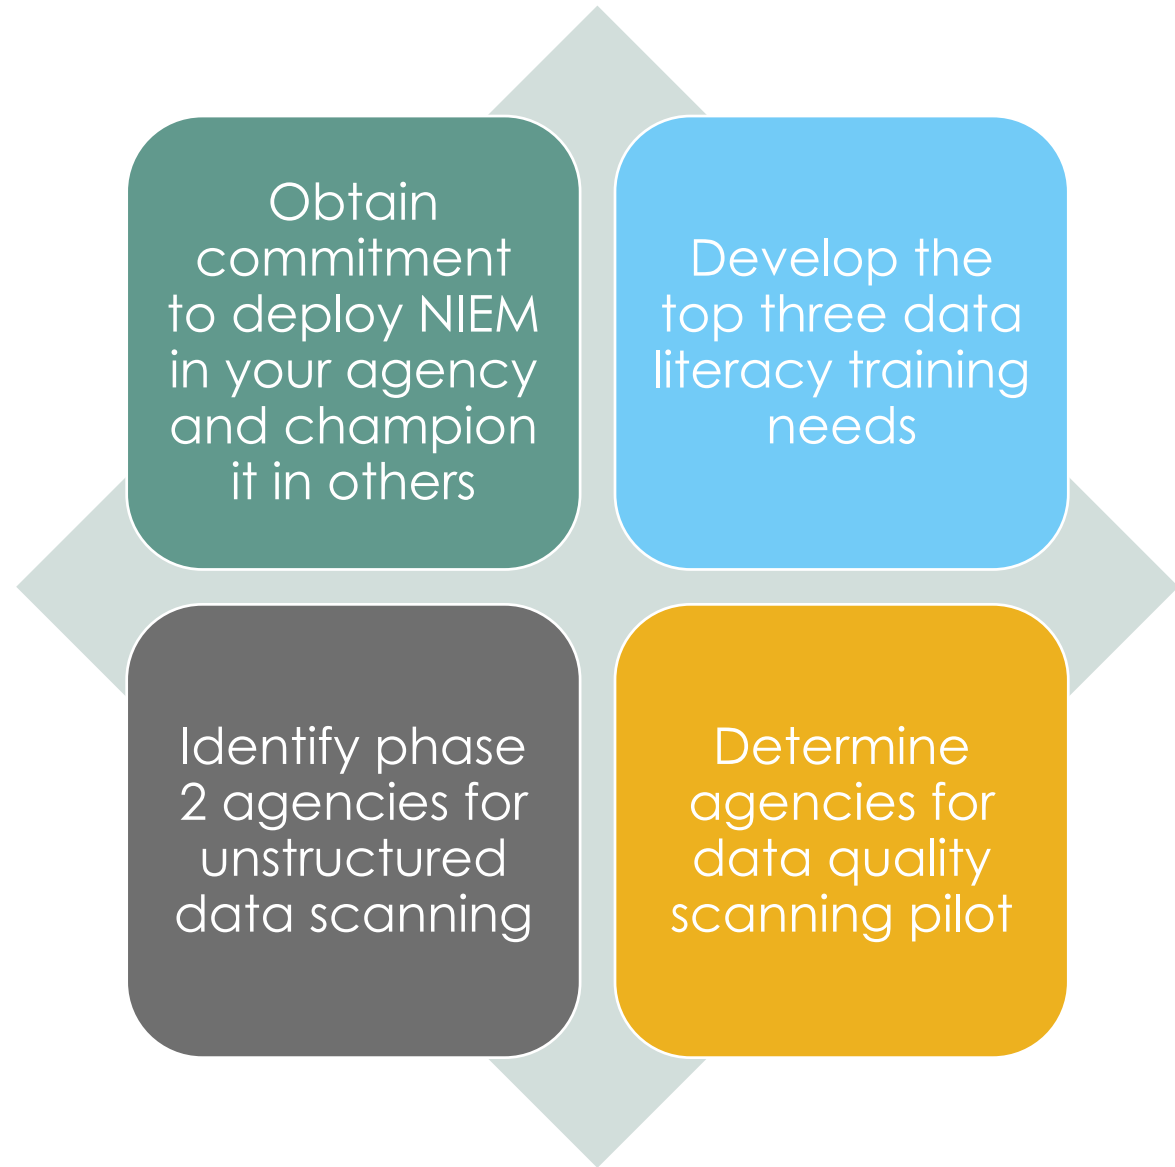 Obtain
commitment
to deploy NIEM
in your agency
and champion
it in others
Develop the
top three data
literacy training
needs
Identify phase
2 agencies for
unstructured
data scanning
Determine
agencies for
data quality
scanning pilot